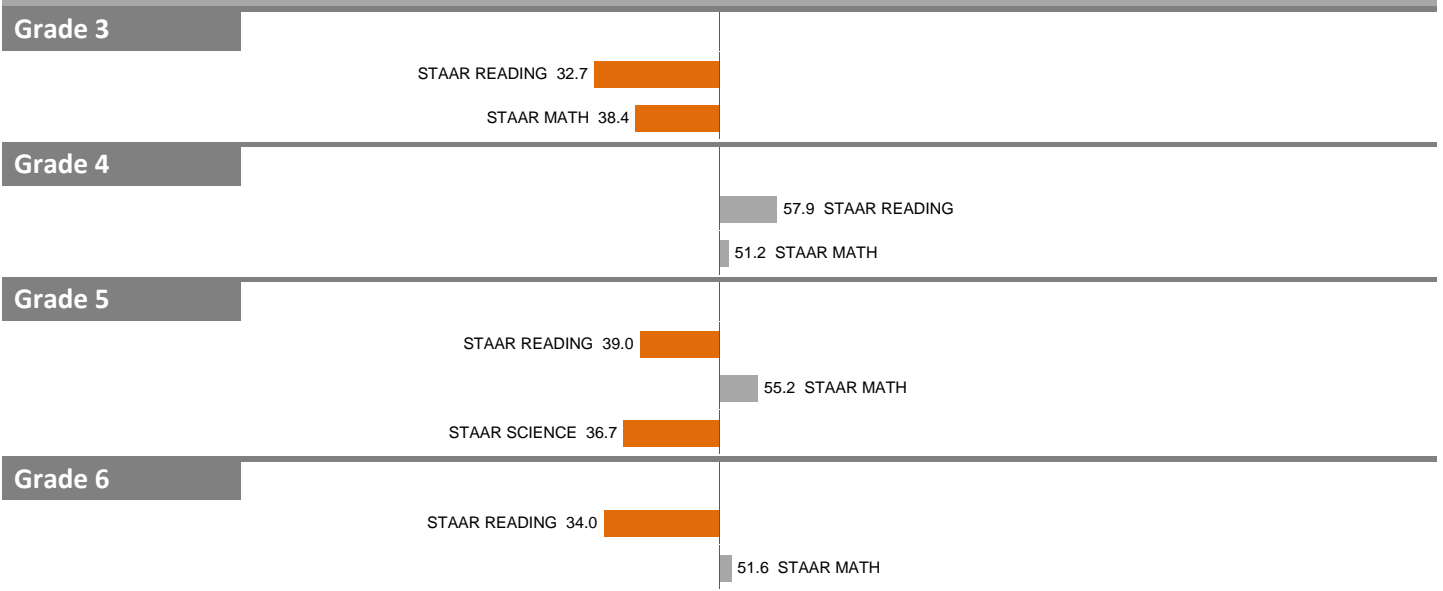 Grade 3
STAAR READING 32.7
STAAR MATH 38.4
Grade 4
57.9 STAAR READING
51.2 STAAR MATH
Grade 5
STAAR READING 39.0
55.2 STAAR MATH
STAAR SCIENCE 36.7
Grade 6
STAAR READING 34.0
51.6 STAAR MATH